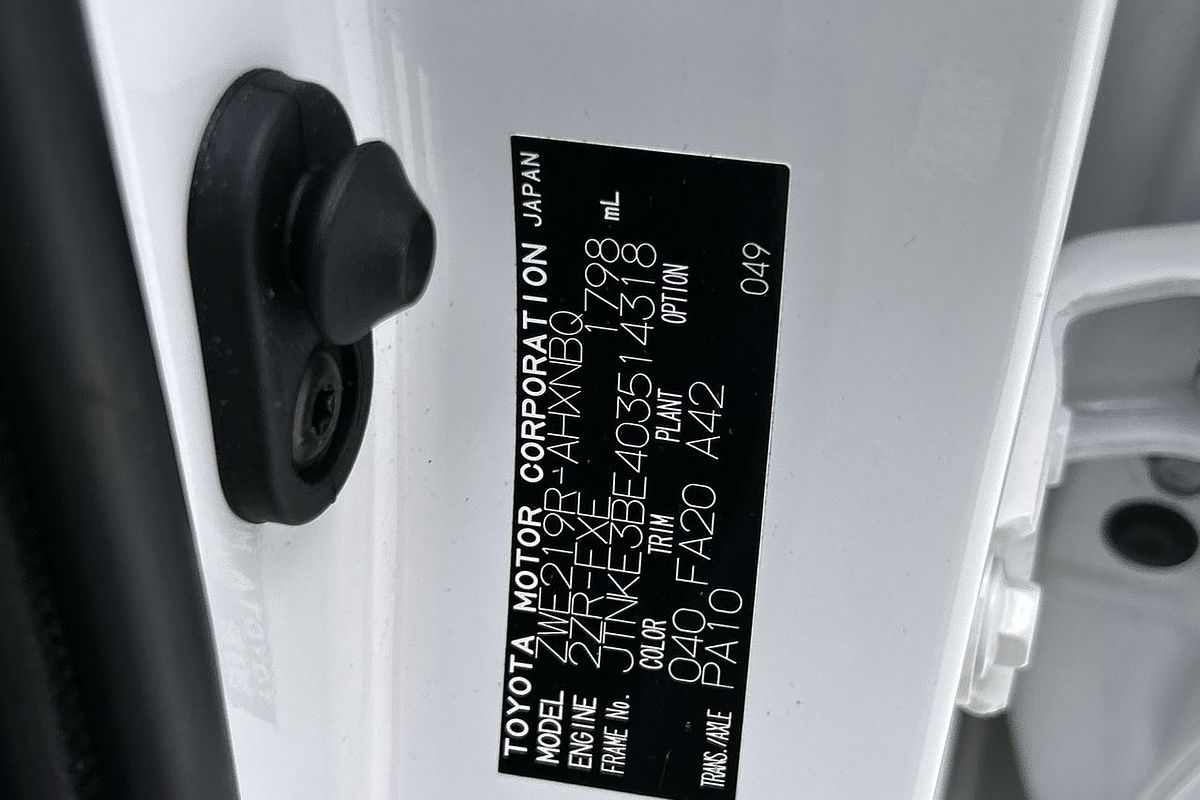 TOYOTA MOTOR CORPORATION JAPAN
MODEL ZWE219R-AHXNBQ
ENGINE 2ZR-FXE 1798 mL
FRAME No. JTNKE3BE403514318
COLOR TRIM PLANT OPTION
040 FA20 A42
TRANS./AXLE PA10 049